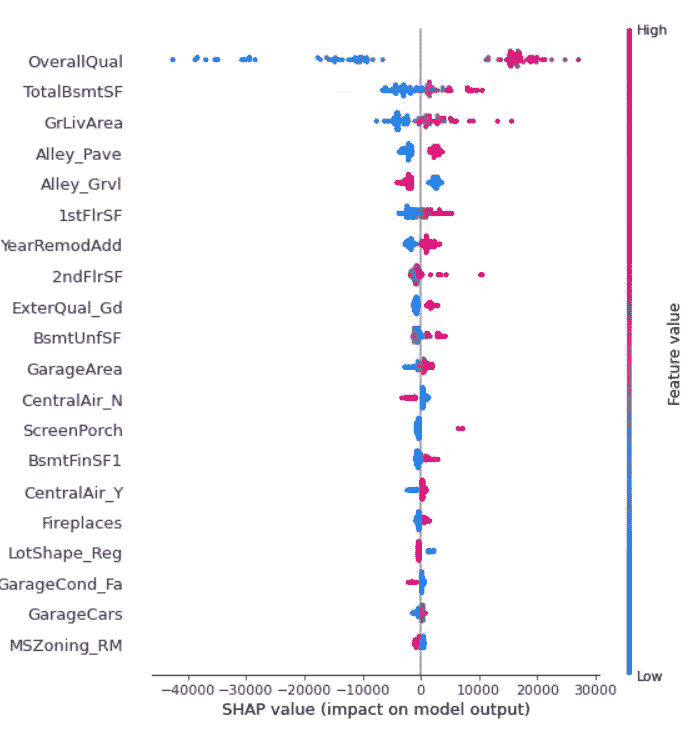 High
OverallQual
TotalBsmtSF
GrLivArea
Alley_Pave
Alley_Grvl
1stFlrSF
YearRemodAdd
2ndFlrSF
ExterQual_Gd
BsmtUnfSF
GarageArea
CentralAir_N
ScreenPorch
BsmtFinSF1
CentralAir_Y
Fireplaces
LotShape_Reg
GarageCond_Fa
GarageCars
MSZoning_RM
Feature value
Low
−40000 −30000 −20000 −10000 0 10000 20000 30000
SHAP value (impact on model output)